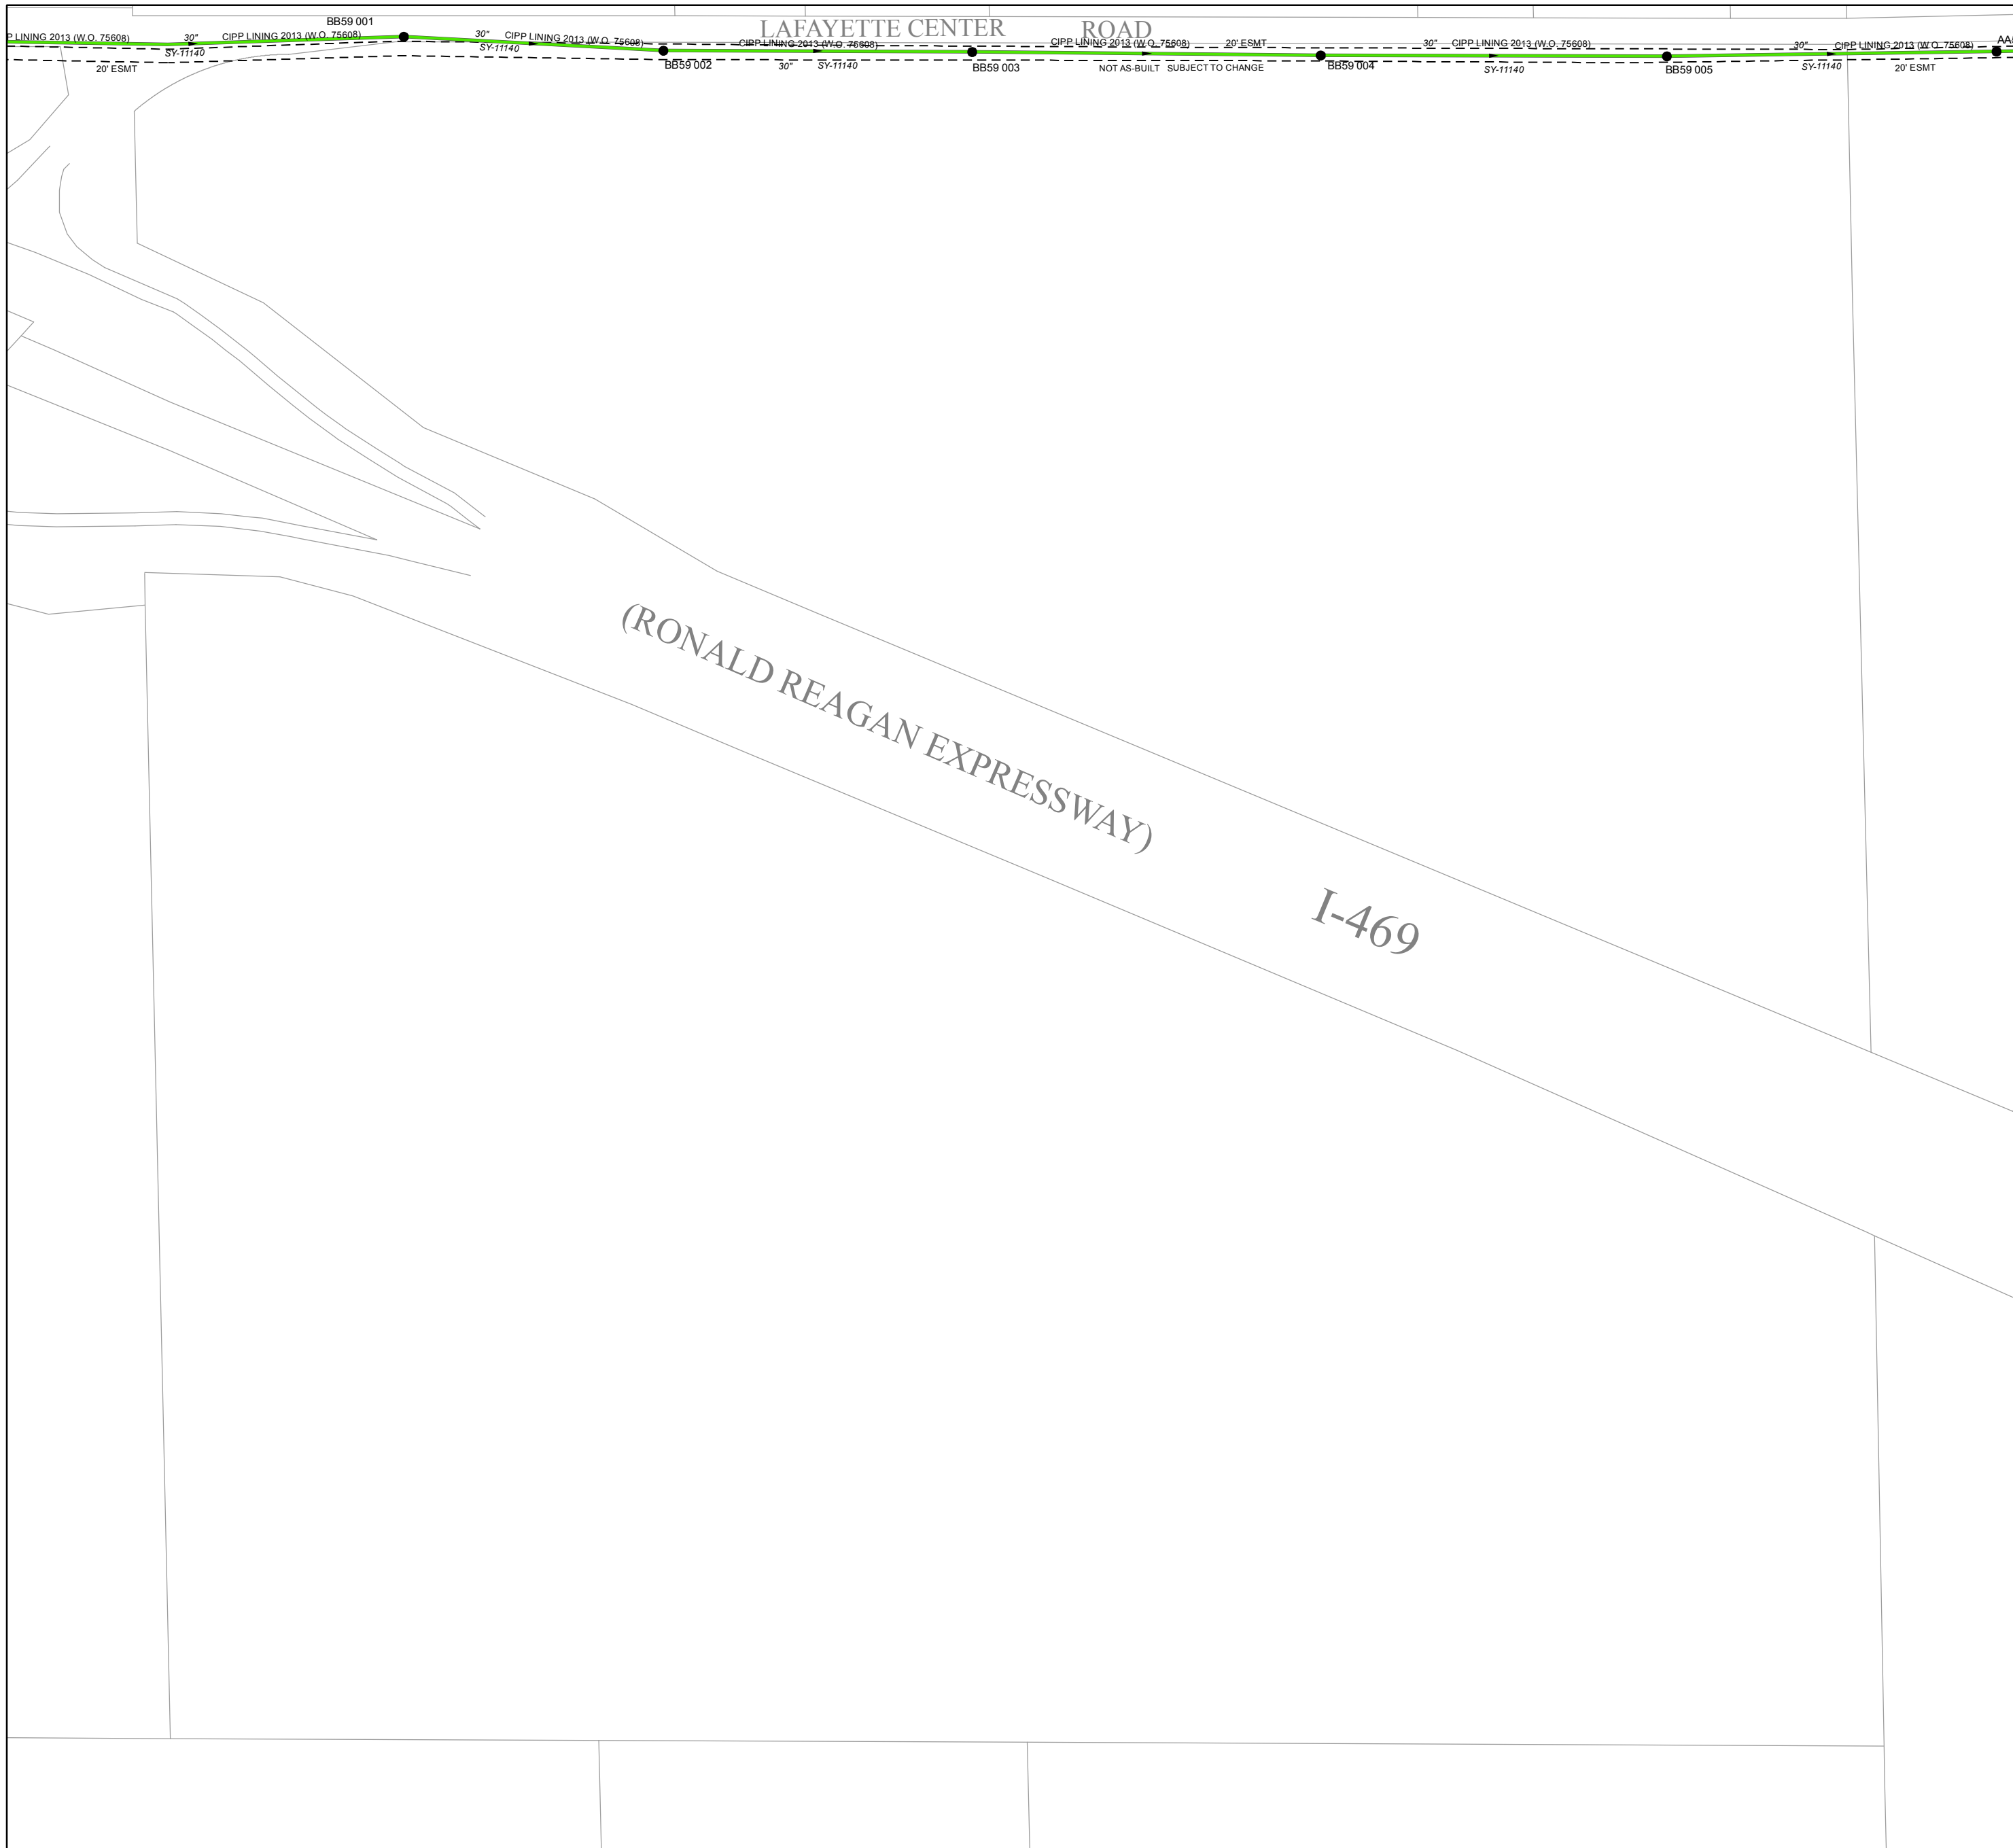 BB59 001
LAFAYETTE CENTER ROAD
P LINING 2013 (W.O. 75608)
30"
CIPP LINING 2013 (W.O. 75608)
30"
CIPP LINING 2013 (W.O. 75608)
CIPP LINING 2013 (W.O. 75608)
CIPP LINING 2013 (W.O. 75608)
20' ESMT
30"
CIPP LINING 2013 (W.O. 75608)
30"
CIPP LINING 2013 (W.O. 75608)
SY-11140
SY-11140
20' ESMT
BB59 002
30"
SY-11140
BB59 003
NOT AS-BUILT SUBJECT TO CHANGE
BB59 004
SY-11140
BB59 005
SY-11140
20' ESMT
(RONALD REAGAN EXPRESSWAY)
I-469